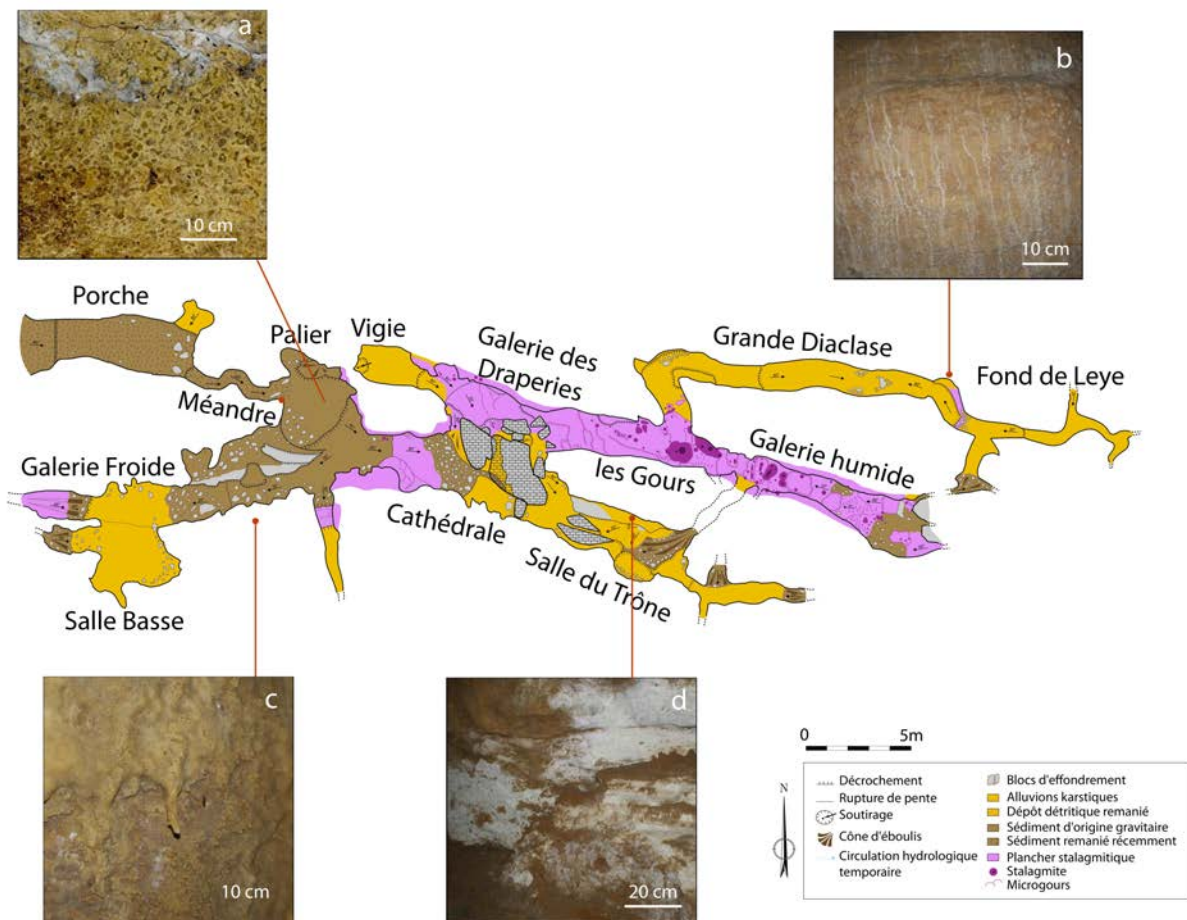 a
10 cm
b
10 cm
Porche
Palier
Vigie
Galerie des
Draperies
Grande Diaclase
Fond de Leye
Méandre
Galerie Froide
les Gours
Galerie humide
Cathédrale
Salle du Trône
Salle Basse
c
10 cm
d
20 cm
0
5m
N
Décrochement
Rupture de pente
Soutirage
Cône d'éboulis
Circulation hydrologique
temporaire
Blocs d'effondrement
Alluvions karstiques
Dépôt détritique remanié
Sédiment d'origine gravitaire
Sédiment remanié récemment
Plancher stalagmitique
Stalagmite
Microgours